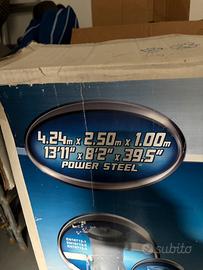 4.24m x 2.50m x 1.00m
13'11" x 8'2" x 39.5"
POWER STEEL
subito